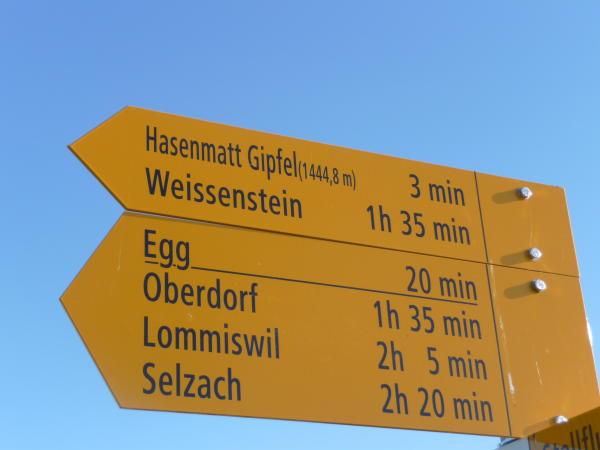 Hasenmatt Gipfel (1444,8 m) 3 min
Weissenstein 1h 35 min
Egg 20 min
Oberdorf 1h 35 min
Lommiswil 2h 5 min
Selzach 2h 20 min